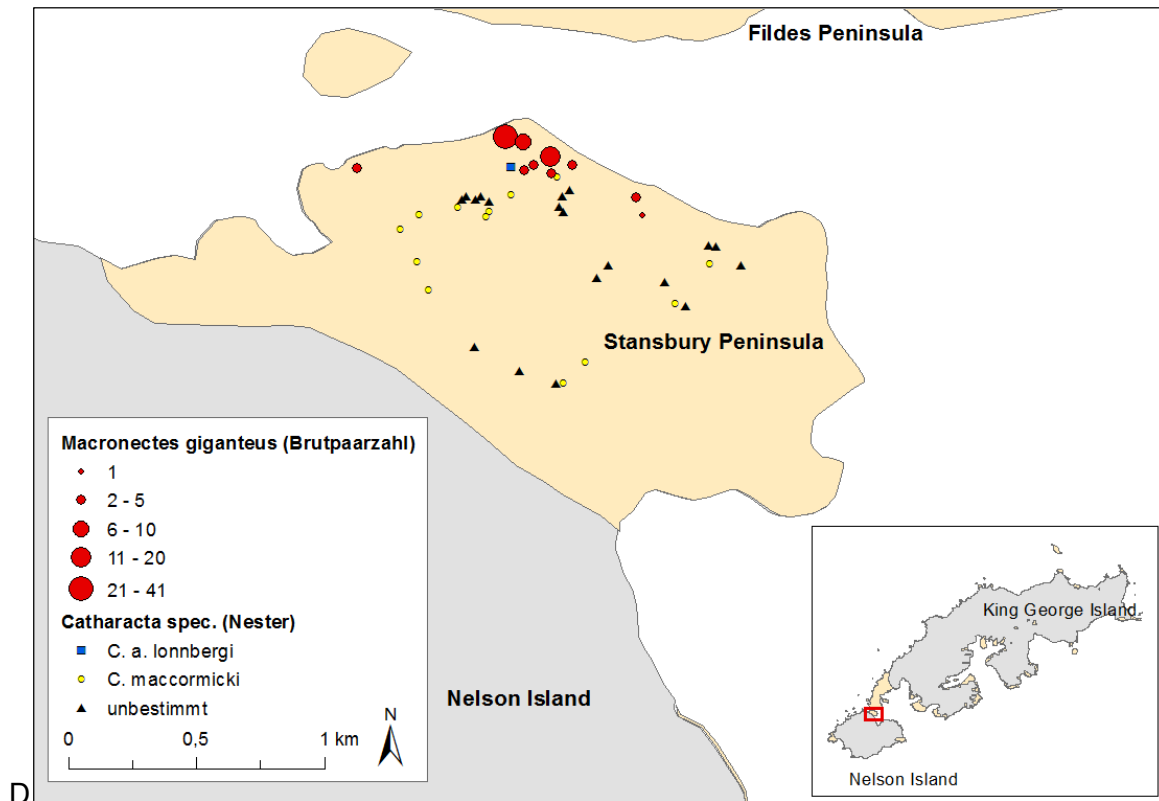 Fildes Peninsula
Stansbury Peninsula
Macronectes giganteus (Brutpaarzahl)
1
2 - 5
6 - 10
11 - 20
21 - 41
Catharacta spec. (Nester)
C. a. lonnbergi
C. maccormicki
unbestimmt
N
0 0,5 1 km
Nelson Island
King George Island
Nelson Island
D